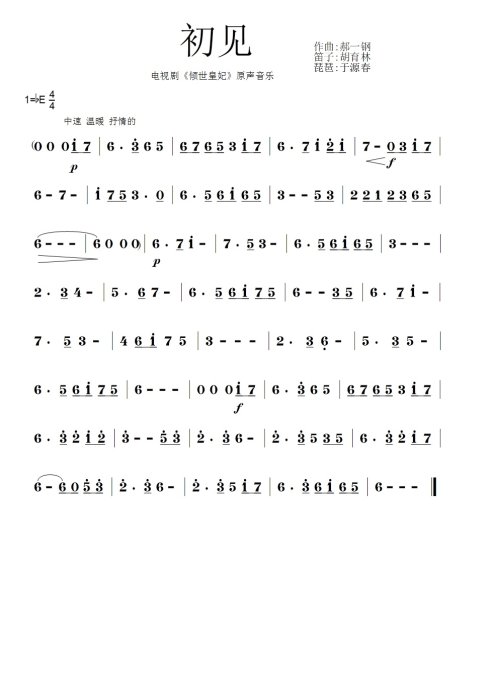 初见
作曲:郝一钢
笛子:胡育林
琵琶:于源春
电视剧《倾世皇妃》原声音乐
1=♭E 4/4
中速 温暖 抒情的
(0 0 0 i̇ 7 | 6 · 3̇ 6 5 | 6 7 6 5 3 i̇ 7 | 6 · 7 i̇ 2̇ i̇ | 7 - 0 3 i̇ 7 |
p f
6 - 7 - | i̇ 7 5 3 · 0 | 6 · 5 6 i̇ 6 5 | 3 - - 5 3 | 2 2 1 2 3 6 5 |
6 - - - | 6 0 0 0) | 6 · 7 i̇ - | 7 · 5 3 - | 6 · 5 6 i̇ 6 5 | 3 - - - |
p
2 · 3 4 - | 5 · 6 7 - | 6 · 5 6 i̇ 7 5 | 6 - - 3 5 | 6 · 7 i̇ - |
7 · 5 3 - | 4 6 i̇ 7 5 | 3 - - - | 2 · 3 6̣ - | 5 · 3 5 - |
6 · 5 6 i̇ 7 5 | 6 - - - | 0 0 0 i̇ 7 | 6 · 3̇ 6 5 | 6 7 6 5 3 i̇ 7 |
f
6 · 3̇ 2̇ i̇ 2̇ | 3̇ - - 5̇ 3̇ | 2̇ · 3̇ 6 - | 2̇ · 3̇ 5 3 5 | 6 · 3̇ 2̇ i̇ 7 |
6 - 6 0 5̇ 3̇ | 2̇ · 3̇ 6 - | 2̇ · 3̇ 5 i̇ 7 | 6 · 3̇ 6 i̇ 6 5 | 6 - - - ‖